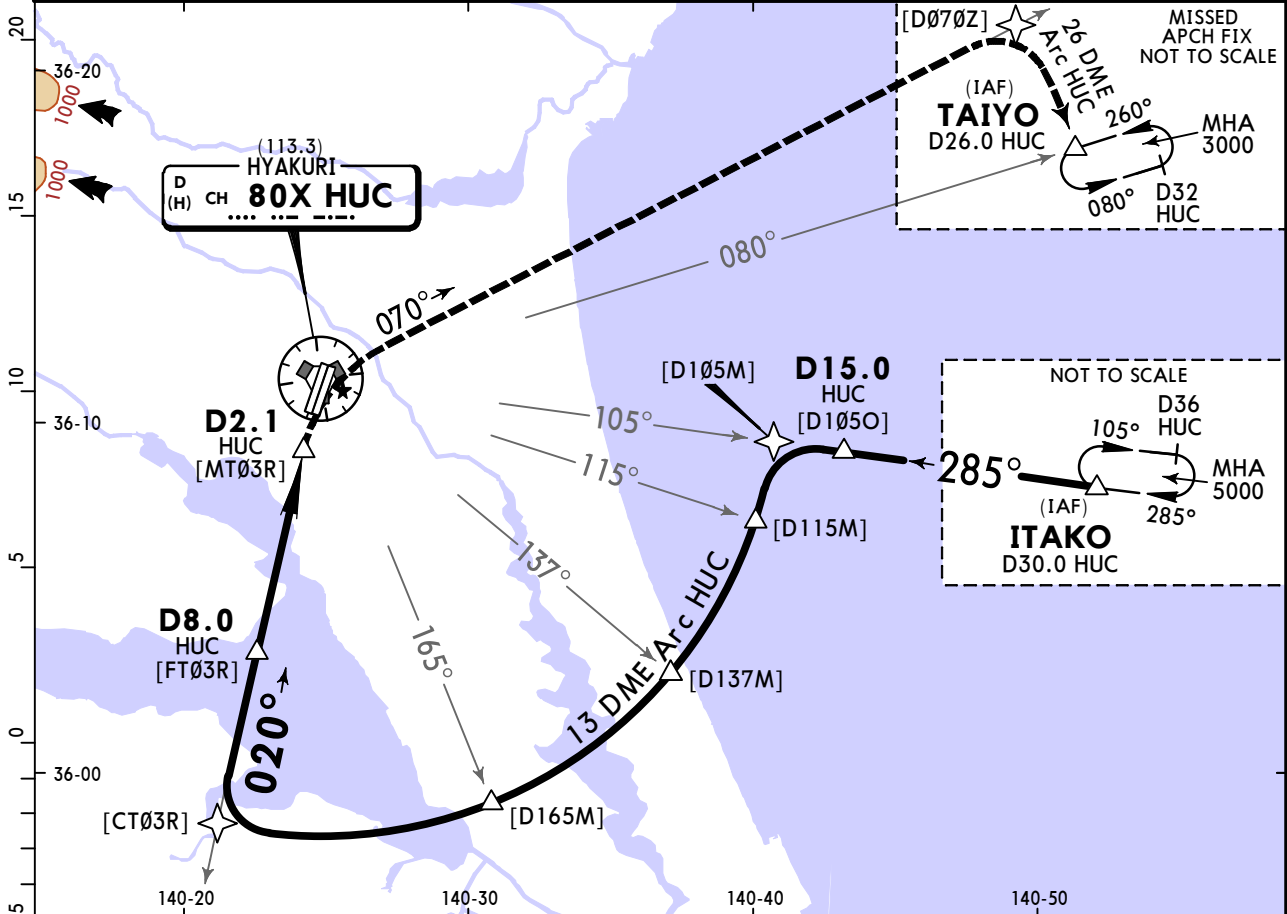 20
36-20
1000
1000
15
(113.3)
HYAKURI
D
(H)
CH
80X HUC
[DØ7ØZ]
26 DME
Arc HUC
MISSED
APCH FIX
NOT TO SCALE
(IAF)
TAIYO
D26.0 HUC
260°
MHA
3000
080°
D32
HUC
080°
070°
10
36-10
D2.1
HUC
[MTØ3R]
[D1Ø5M]
D15.0
HUC
[D1Ø5O]
105°
115°
[D115M]
285°
NOT TO SCALE
D36
HUC
105°
MHA
5000
285°
(IAF)
ITAKO
D30.0 HUC
5
137°
165°
13 DME Arc HUC
[D137M]
D8.0
HUC
[FTØ3R]
020°
0
36-00
[CTØ3R]
[D165M]
5
140-20
140-30
140-40
140-50